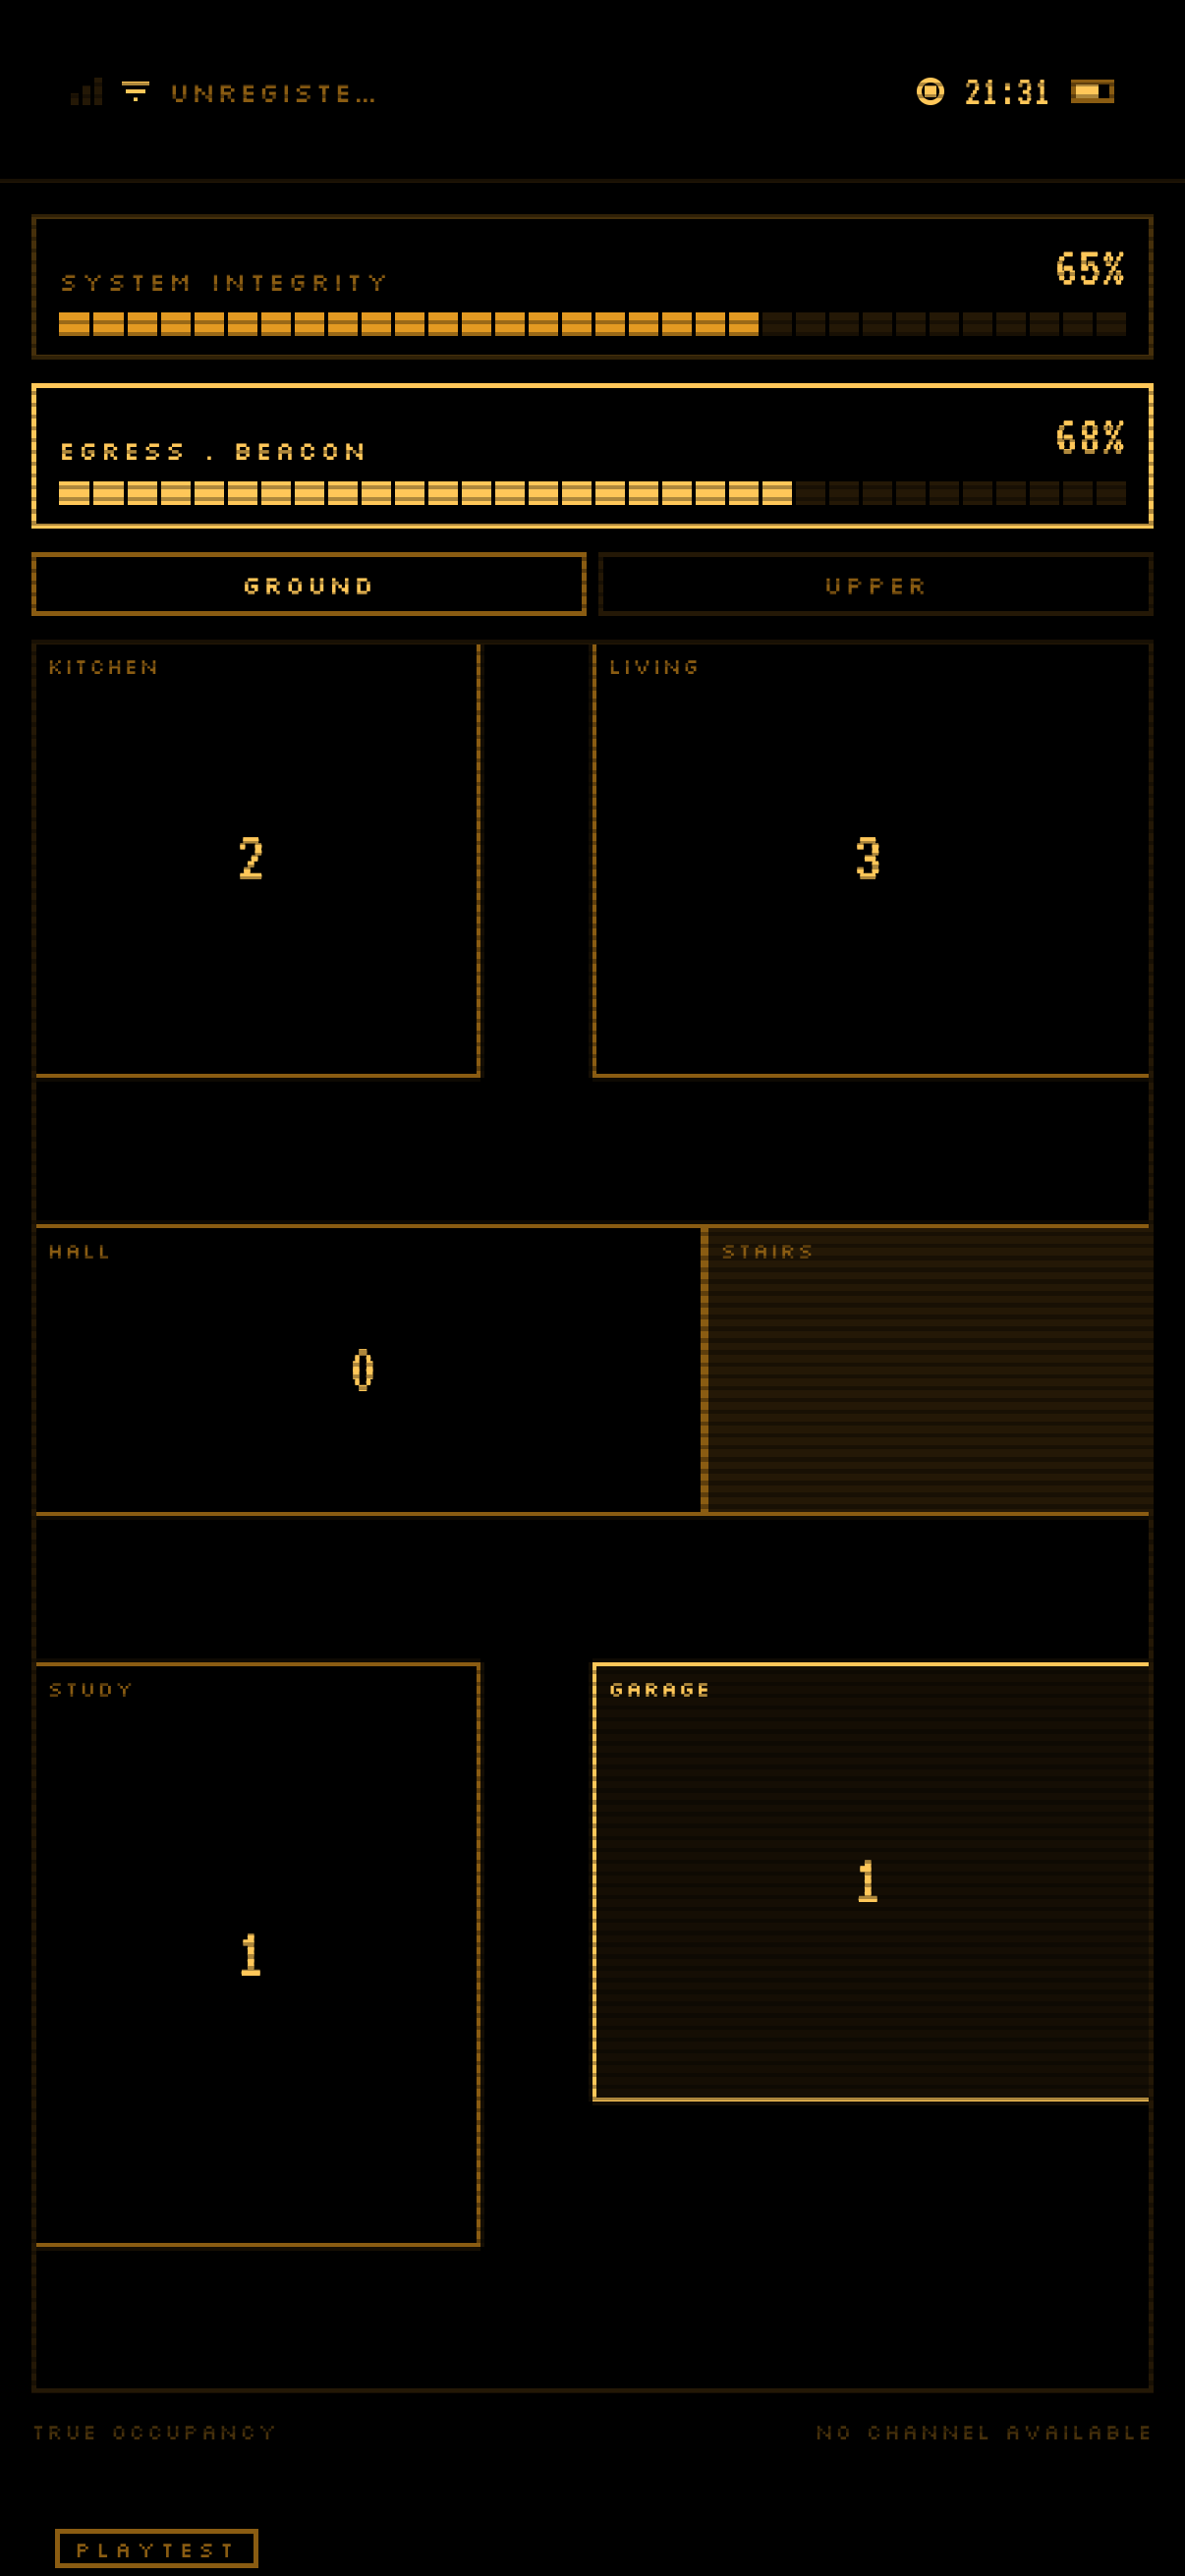 UNREGISTE… 21:31
SYSTEM INTEGRITY 65%
EGRESS . BEACON 68%
GROUND UPPER
KITCHEN LIVING
2 3
HALL STAIRS
0
STUDY GARAGE
1
1
TRUE OCCUPANCY NO CHANNEL AVAILABLE
PLAYTEST